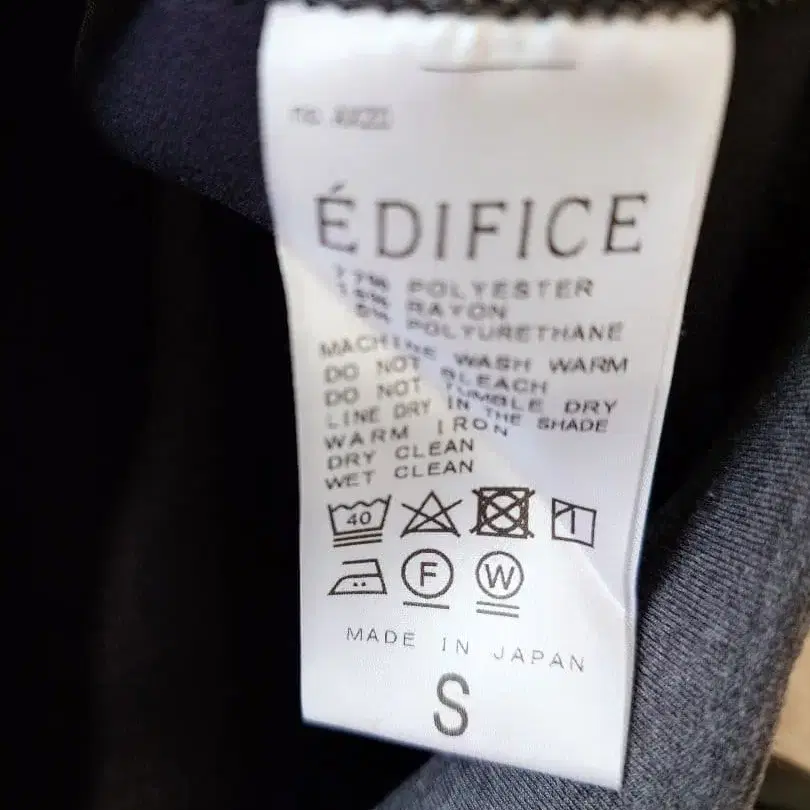 ÉDIFICE
77% POLYESTER
18% RAYON
5% POLYURETHANE
MACHINE WASH WARM
DO NOT BLEACH
DO NOT TUMBLE DRY
LINE DRY IN THE SHADE
WARM IRON
DRY CLEAN
WET CLEAN
40
F W
MADE IN JAPAN
S